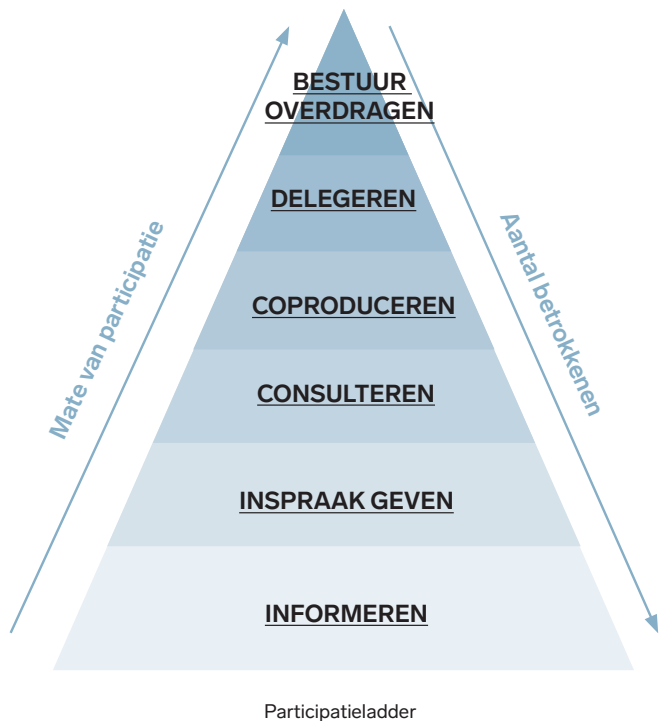 BESTUUR
OVERDRAGEN
DELEGEREN
Mate van participatie
Aantal betrokkenen
COPRODUCEREN
CONSULTEREN
INSPRAAK GEVEN
INFORMEREN
Participatieladder